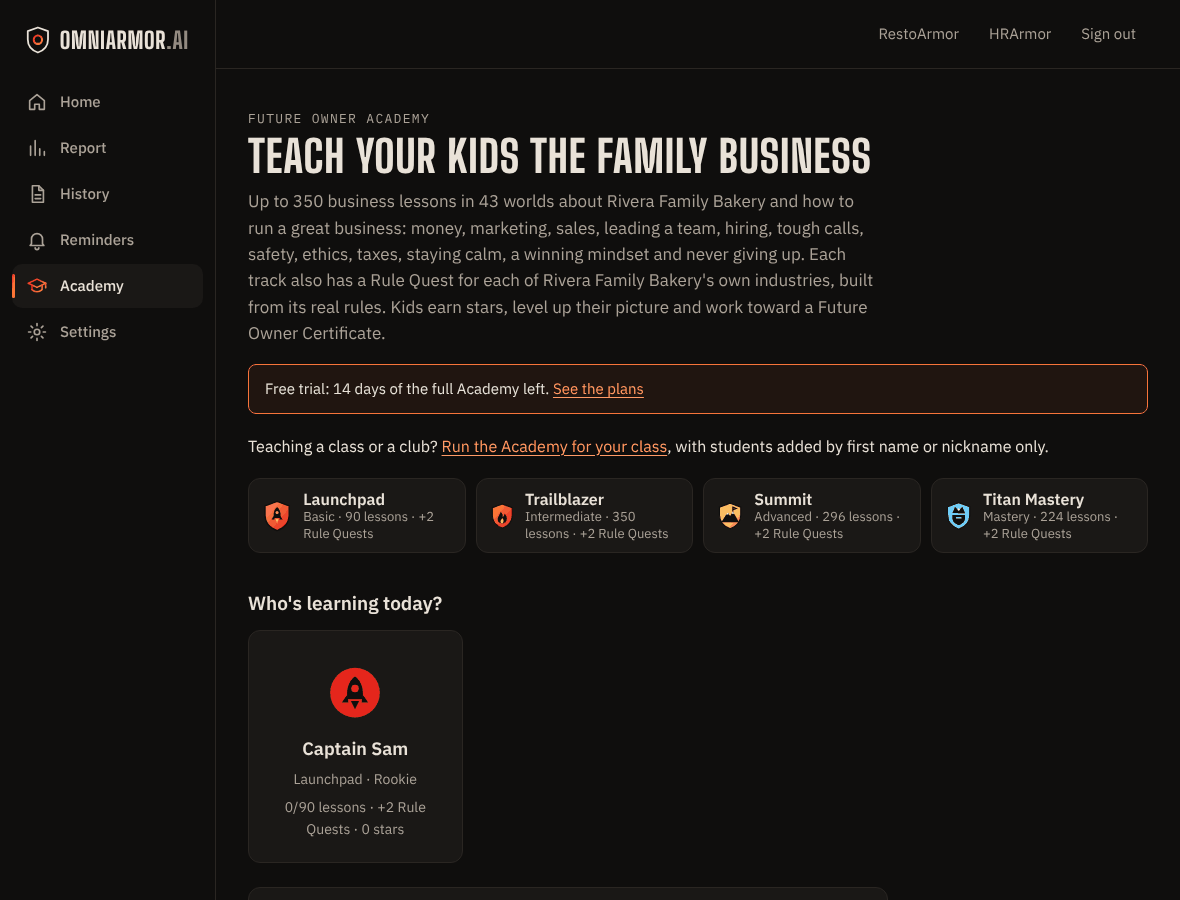 OMNIARMOR.AI
RestoArmor
HRArmor
Sign out
Home
Report
History
Reminders
Academy
Settings
FUTURE OWNER ACADEMY
TEACH YOUR KIDS THE FAMILY BUSINESS
Up to 350 business lessons in 43 worlds about Rivera Family Bakery and how to
run a great business: money, marketing, sales, leading a team, hiring, tough calls,
safety, ethics, taxes, staying calm, a winning mindset and never giving up. Each
track also has a Rule Quest for each of Rivera Family Bakery's own industries, built
from its real rules. Kids earn stars, level up their picture and work toward a Future
Owner Certificate.
Free trial: 14 days of the full Academy left. See the plans
Teaching a class or a club? Run the Academy for your class, with students added by first name or nickname only.
Launchpad
Basic · 90 lessons · +2
Rule Quests
Trailblazer
Intermediate · 350
lessons · +2 Rule Quests
Summit
Advanced · 296 lessons ·
+2 Rule Quests
Titan Mastery
Mastery · 224 lessons ·
+2 Rule Quests
Who's learning today?
Captain Sam
Launchpad · Rookie
0/90 lessons · +2 Rule
Quests · 0 stars